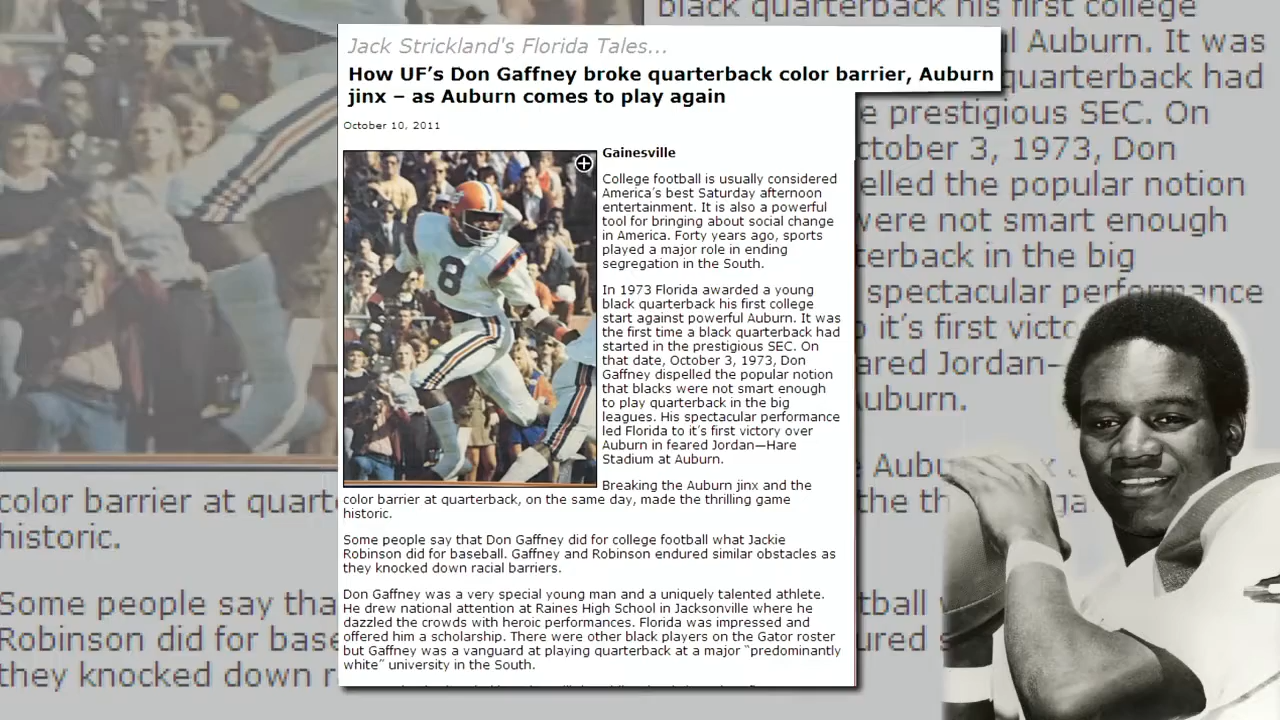 Jack Strickland's Florida Tales...
How UF's Don Gaffney broke quarterback color barrier, Auburn
jinx – as Auburn comes to play again
October 10, 2011
8
Gainesville
College football is usually considered
America's best Saturday afternoon
entertainment. It is also a powerful
tool for bringing about social change
in America. Forty years ago, sports
played a major role in ending
segregation in the South.
In 1973 Florida awarded a young
black quarterback his first college
start against powerful Auburn. It was
the first time a black quarterback had
started in the prestigious SEC. On
that date, October 3, 1973, Don
Gaffney dispelled the popular notion
that blacks were not smart enough
to play quarterback in the big
leagues. His spectacular performance
led Florida to it's first victory over
Auburn in feared Jordan—Hare
Stadium at Auburn.
Breaking the Auburn jinx and the
color barrier at quarterback, on the same day, made the thrilling game
historic.
Some people say that Don Gaffney did for college football what Jackie
Robinson did for baseball. Gaffney and Robinson endured similar obstacles as
they knocked down racial barriers.
Don Gaffney was a very special young man and a uniquely talented athlete.
He drew national attention at Raines High School in Jacksonville where he
dazzled the crowds with heroic performances. Florida was impressed and
offered him a scholarship. There were other black players on the Gator roster
but Gaffney was a vanguard at playing quarterback at a major "predominantly
white" university in the South.
black quarterback his first college
Auburn. It was
quarterback had
prestigious SEC. On
October 3, 1973, Don
the popular notion
were not smart enough
in the big
spectacular performance
it's first
Jordan—
Auburn.
color barrier at
historic.
Some people say
Robinson did for
they knocked down
the